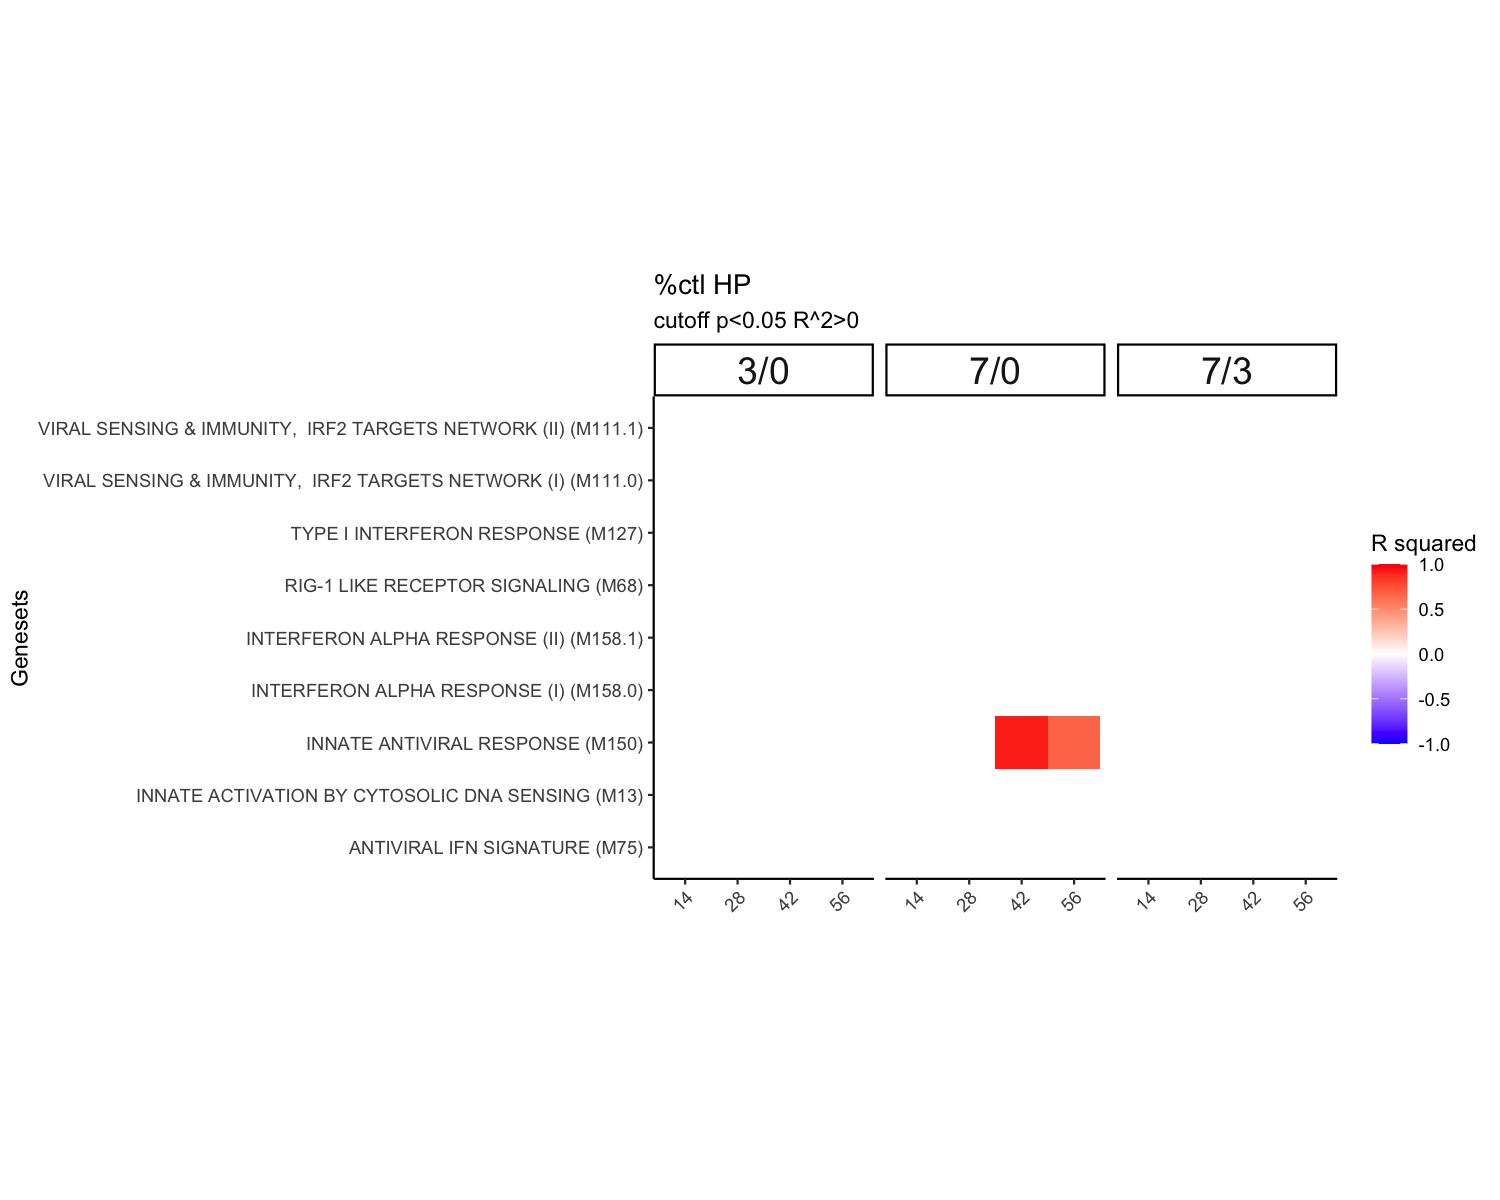 %ctl HP
cutoff p<0.05 R^2>0
3/0 7/0 7/3
VIRAL SENSING & IMMUNITY,  IRF2 TARGETS NETWORK (II) (M111.1)
VIRAL SENSING & IMMUNITY,  IRF2 TARGETS NETWORK (I) (M111.0)
TYPE I INTERFERON RESPONSE (M127)
RIG-1 LIKE RECEPTOR SIGNALING (M68)
INTERFERON ALPHA RESPONSE (II) (M158.1)
INTERFERON ALPHA RESPONSE (I) (M158.0)
INNATE ANTIVIRAL RESPONSE (M150)
INNATE ACTIVATION BY CYTOSOLIC DNA SENSING (M13)
ANTIVIRAL IFN SIGNATURE (M75)
Genesets
14 28 42 56 14 28 42 56 14 28 42 56
R squared
1.0
0.5
0.0
-0.5
-1.0